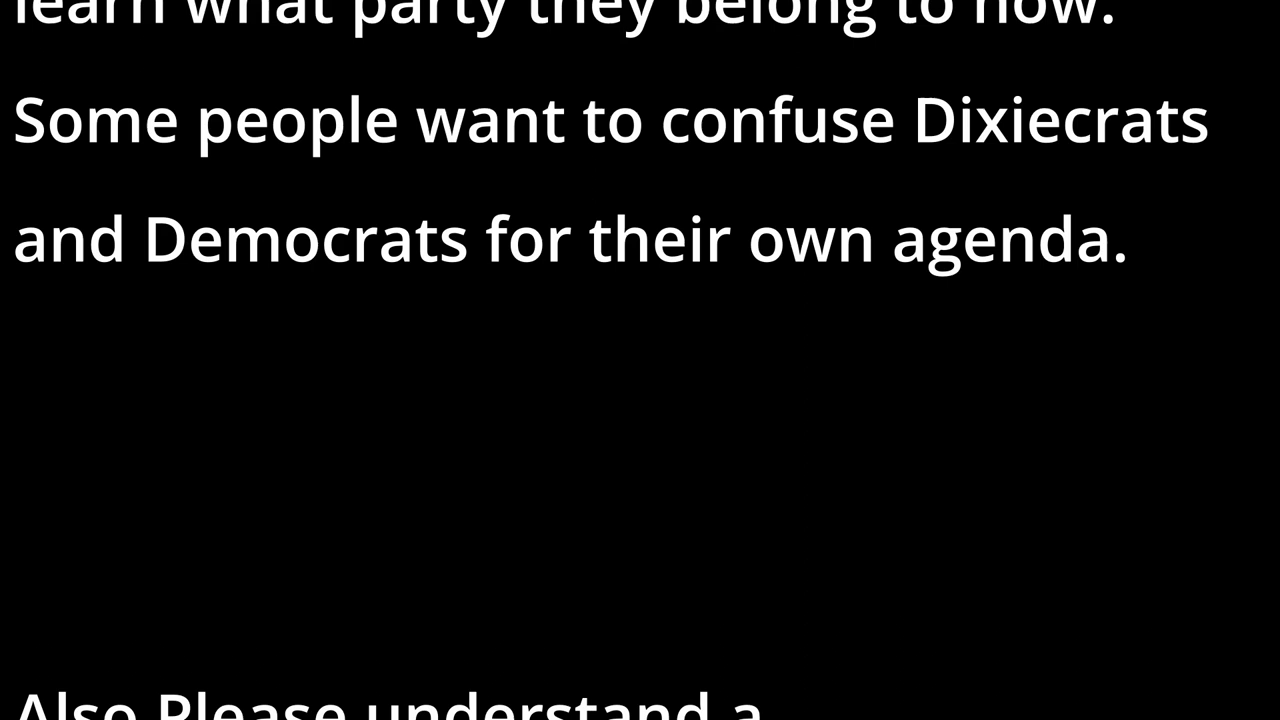 learn what party they belong to now.
Some people want to confuse Dixiecrats
and Democrats for their own agenda.
Also Please understand a